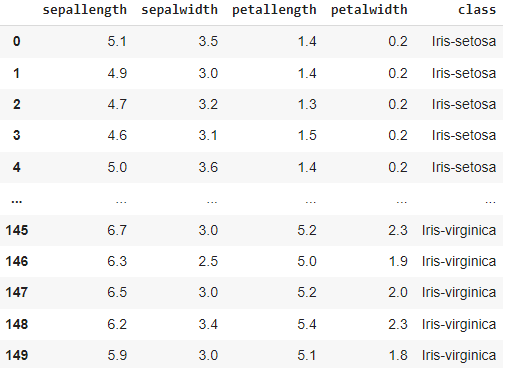 sepallength sepalwidth petallength petalwidth class
0 5.1 3.5 1.4 0.2 Iris-setosa
1 4.9 3.0 1.4 0.2 Iris-setosa
2 4.7 3.2 1.3 0.2 Iris-setosa
3 4.6 3.1 1.5 0.2 Iris-setosa
4 5.0 3.6 1.4 0.2 Iris-setosa
... ... ... ... ... ...
145 6.7 3.0 5.2 2.3 Iris-virginica
146 6.3 2.5 5.0 1.9 Iris-virginica
147 6.5 3.0 5.2 2.0 Iris-virginica
148 6.2 3.4 5.4 2.3 Iris-virginica
149 5.9 3.0 5.1 1.8 Iris-virginica